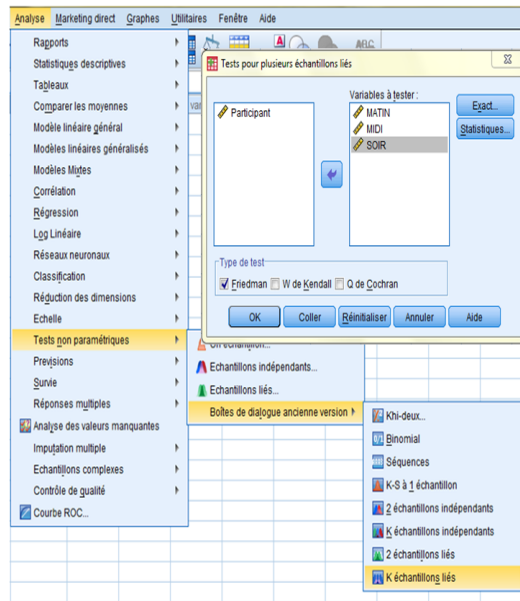 Analyse Marketing direct Graphes Utilitaires Fenêtre Aide
Rapports
Statistiques descriptives
Tableaux
Comparer les moyennes
Modèle linéaire général
Modèles linéaires généralisés
Modèles Mixtes
Corrélation
Régression
Log Linéaire
Réseaux neuronaux
Classification
Réduction des dimensions
Echelle
Tests non paramétriques
Prévisions
Survie
Réponses multiples
Analyse des valeurs manquantes
Imputation multiple
Echantillons complexes
Contrôle de qualité
Courbe ROC...
Tests pour plusieurs échantillons liés
Participant
Variables à tester :
MATIN
MIDI
SOIR
Exact...
Statistiques...
Type de test
Friedman W de Kendall Q de Cochran
OK Coller Réinitialiser Annuler Aide
Un échantillon...
Echantillons indépendants...
Echantillons liés...
Boîtes de dialogue ancienne version
Khi-deux...
Binomial
Séquences
K-S à 1 échantillon
2 échantillons indépendants
K échantillons indépendants
2 échantillons liés
K échantillons liés